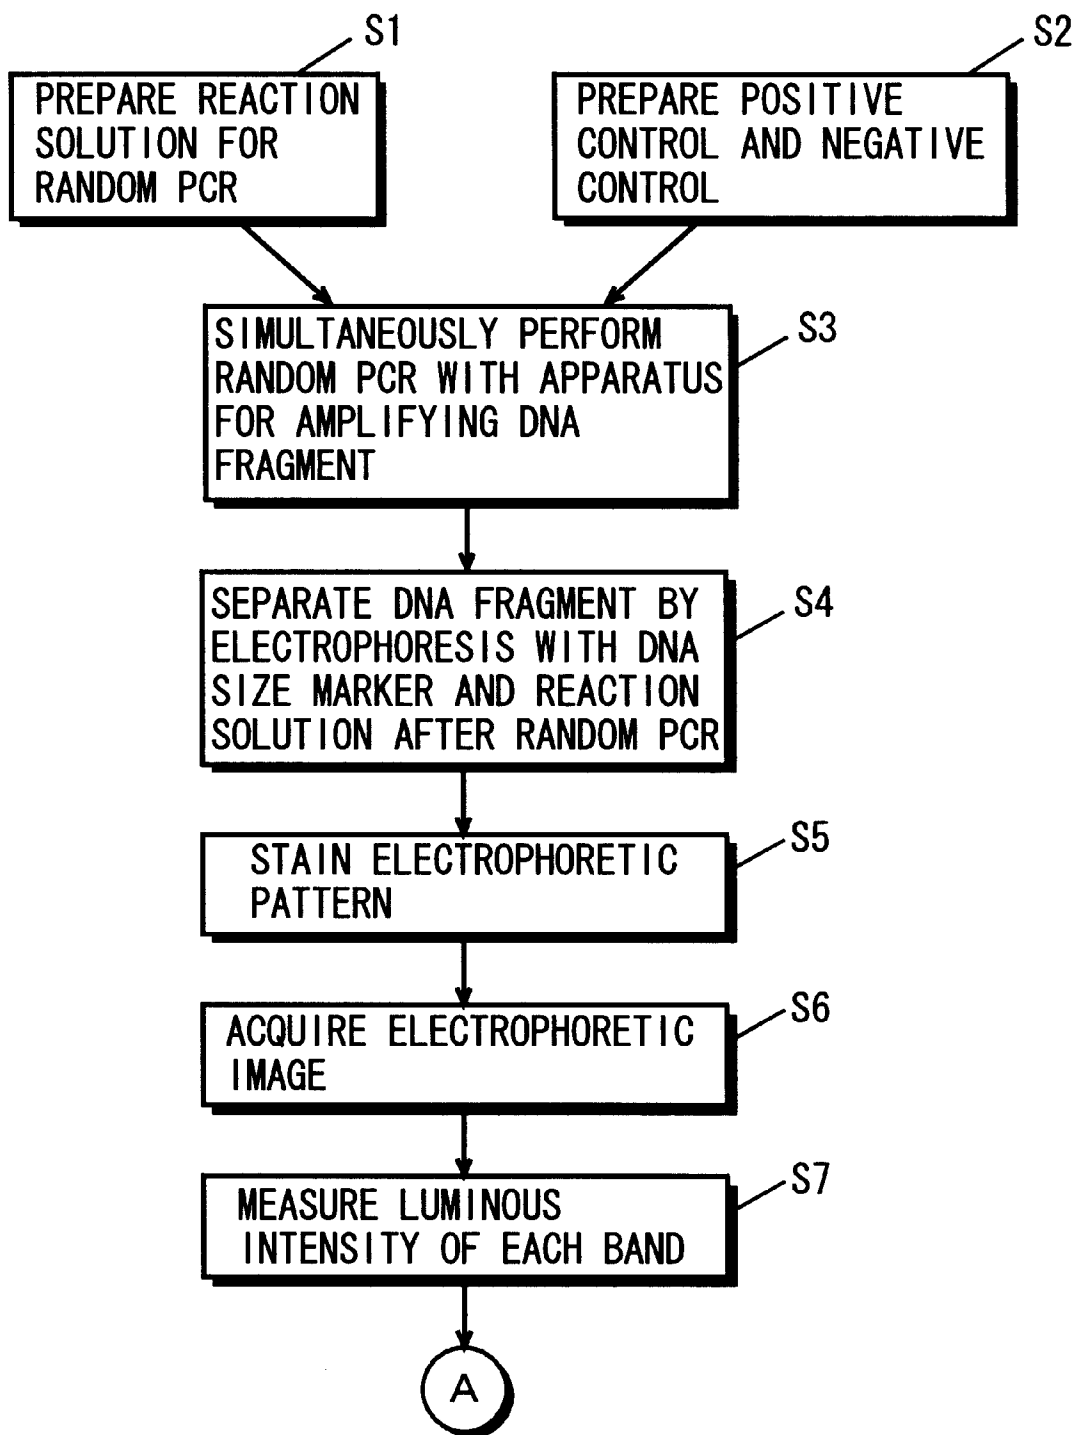 S1
PREPARE REACTION
SOLUTION FOR
RANDOM PCR
S2
PREPARE POSITIVE
CONTROL AND NEGATIVE
CONTROL
S3
SIMULTANEOUSLY PERFORM
RANDOM PCR WITH APPARATUS
FOR AMPLIFYING DNA
FRAGMENT
S4
SEPARATE DNA FRAGMENT BY
ELECTROPHORESIS WITH DNA
SIZE MARKER AND REACTION
SOLUTION AFTER RANDOM PCR
S5
STAIN ELECTROPHORETIC
PATTERN
S6
ACQUIRE ELECTROPHORETIC
IMAGE
S7
MEASURE LUMINOUS
INTENSITY OF EACH BAND
A